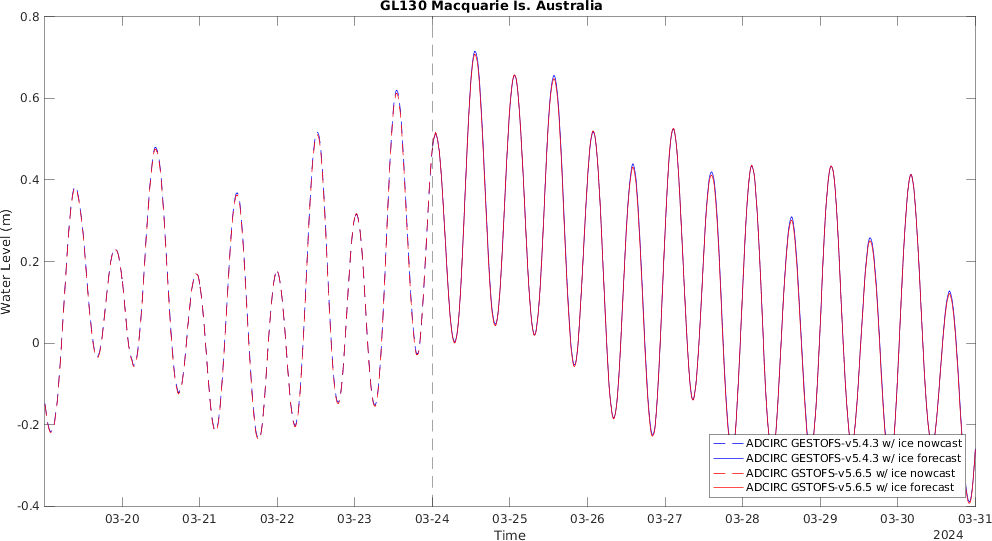 GL130 Macquarie Is. Australia
Water Level (m)
0.8
0.6
0.4
0.2
0
-0.2
-0.4
ADCIRC GESTOFS-v5.4.3 w/ ice nowcast
ADCIRC GESTOFS-v5.4.3 w/ ice forecast
ADCIRC GSTOFS-v5.6.5 w/ ice nowcast
ADCIRC GSTOFS-v5.6.5 w/ ice forecast
03-20 03-21 03-22 03-23 03-24 03-25 03-26 03-27 03-28 03-29 03-30 03-31
Time
2024